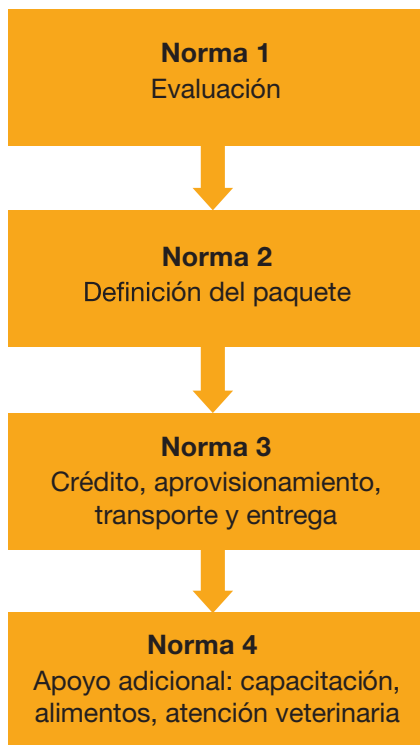 Norma 1
Evaluación
Norma 2
Definición del paquete
Norma 3
Crédito, aprovisionamiento,
transporte y entrega
Norma 4
Apoyo adicional: capacitación,
alimentos, atención veterinaria